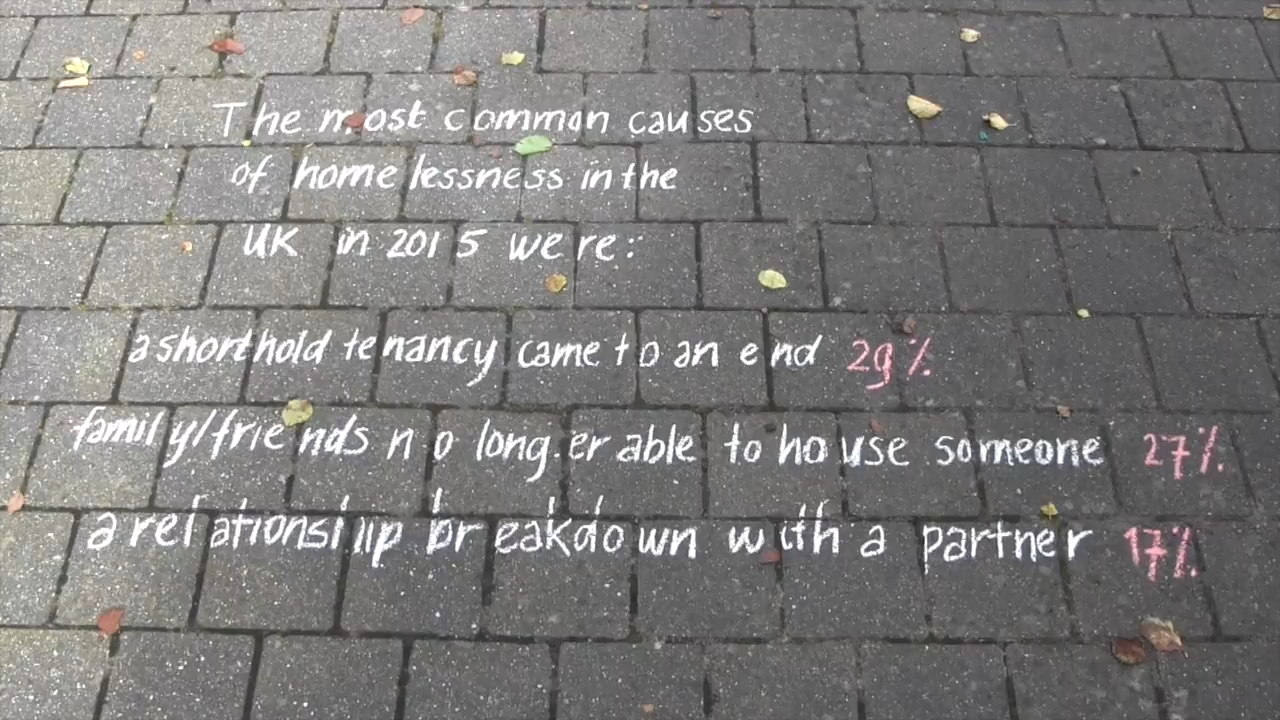 The most common causes
of homelessness in the
UK in 2015 were:
a shorthold tenancy came to an end 29%
family/friends no longer able to house someone 27%
a relationship breakdown with a partner 17%